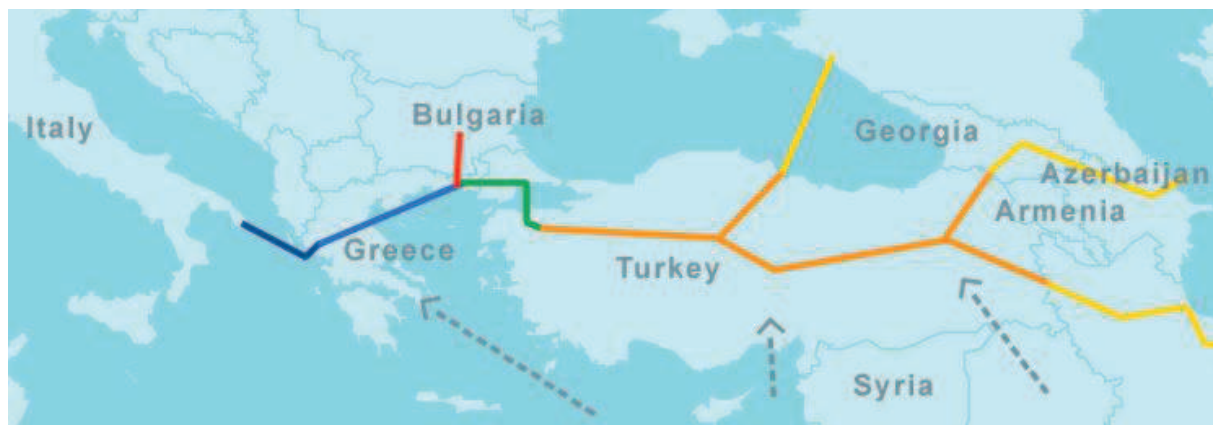 Italy
Bulgaria
Georgia
Azerbaijan
Armenia
Greece
Turkey
Syria